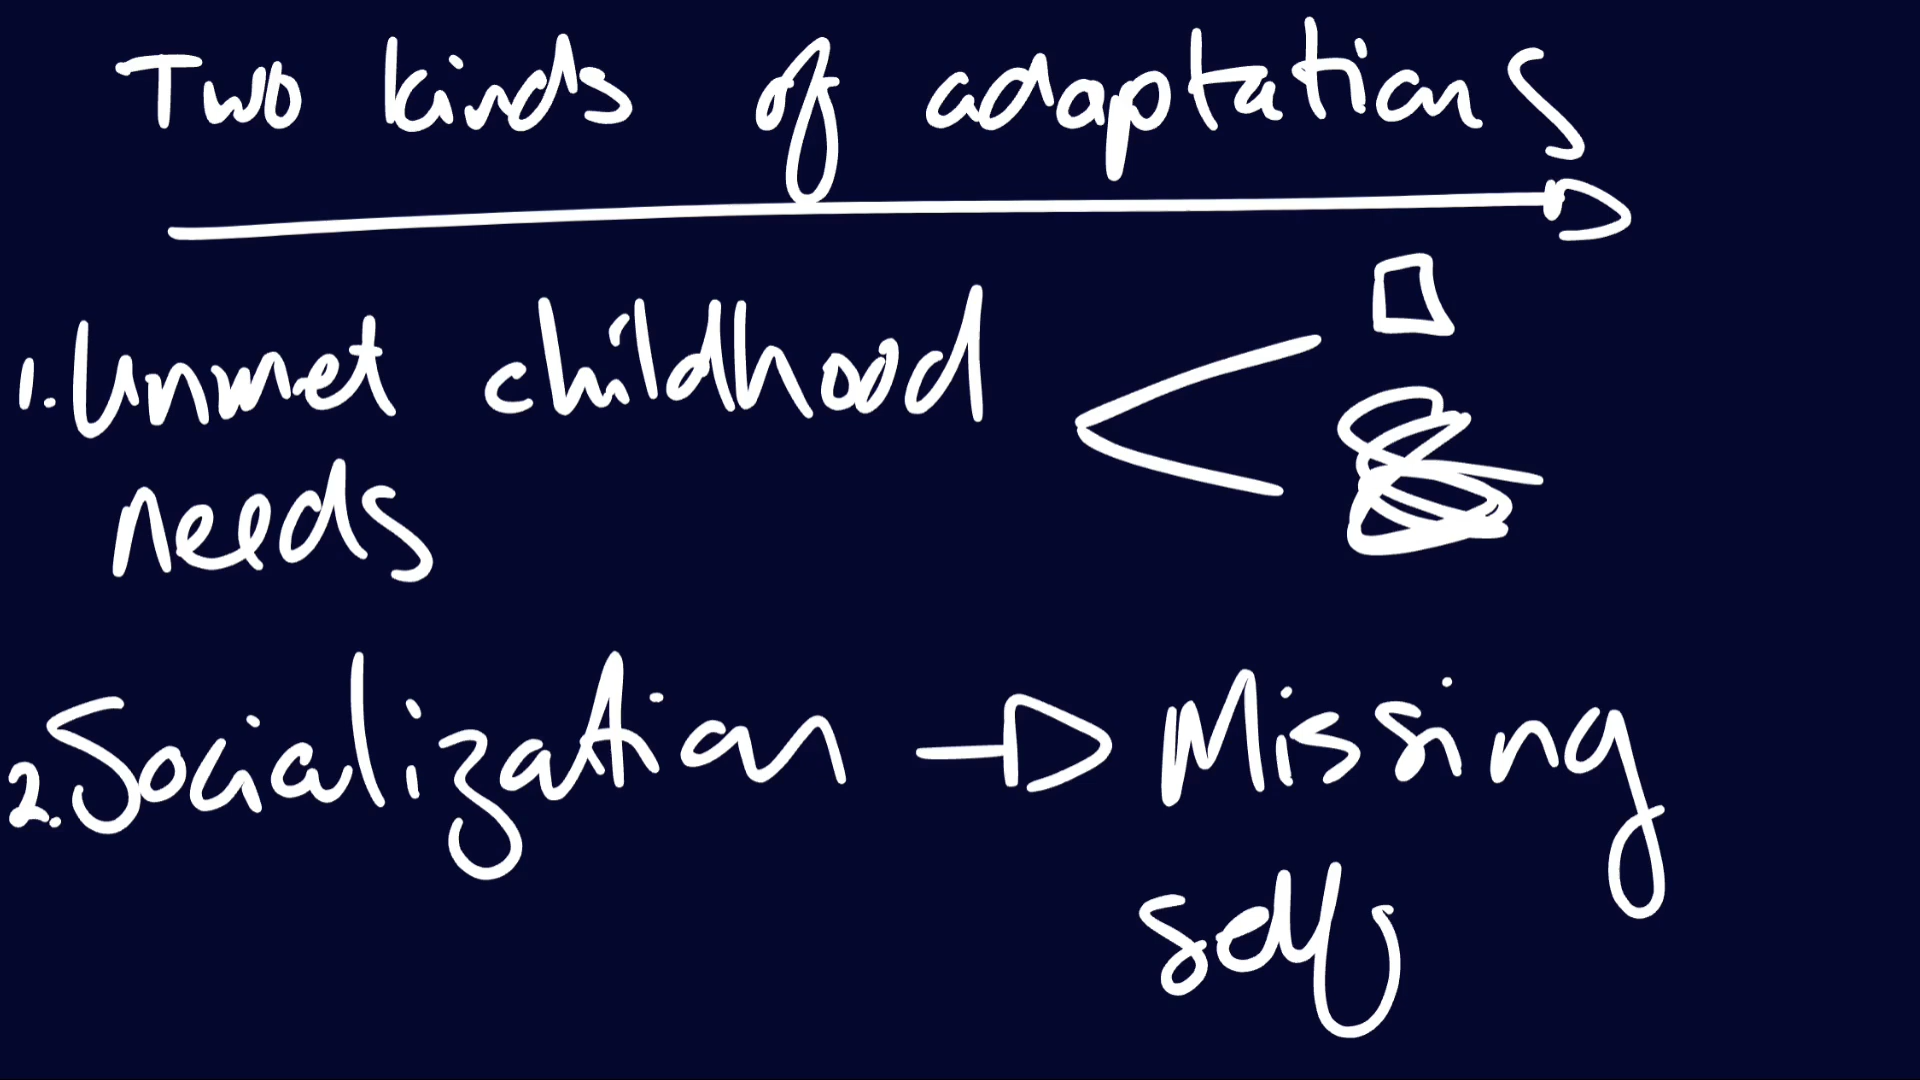 Two kinds of adaptations
1. Unmet childhood
needs
2. Socialization → Missing
self